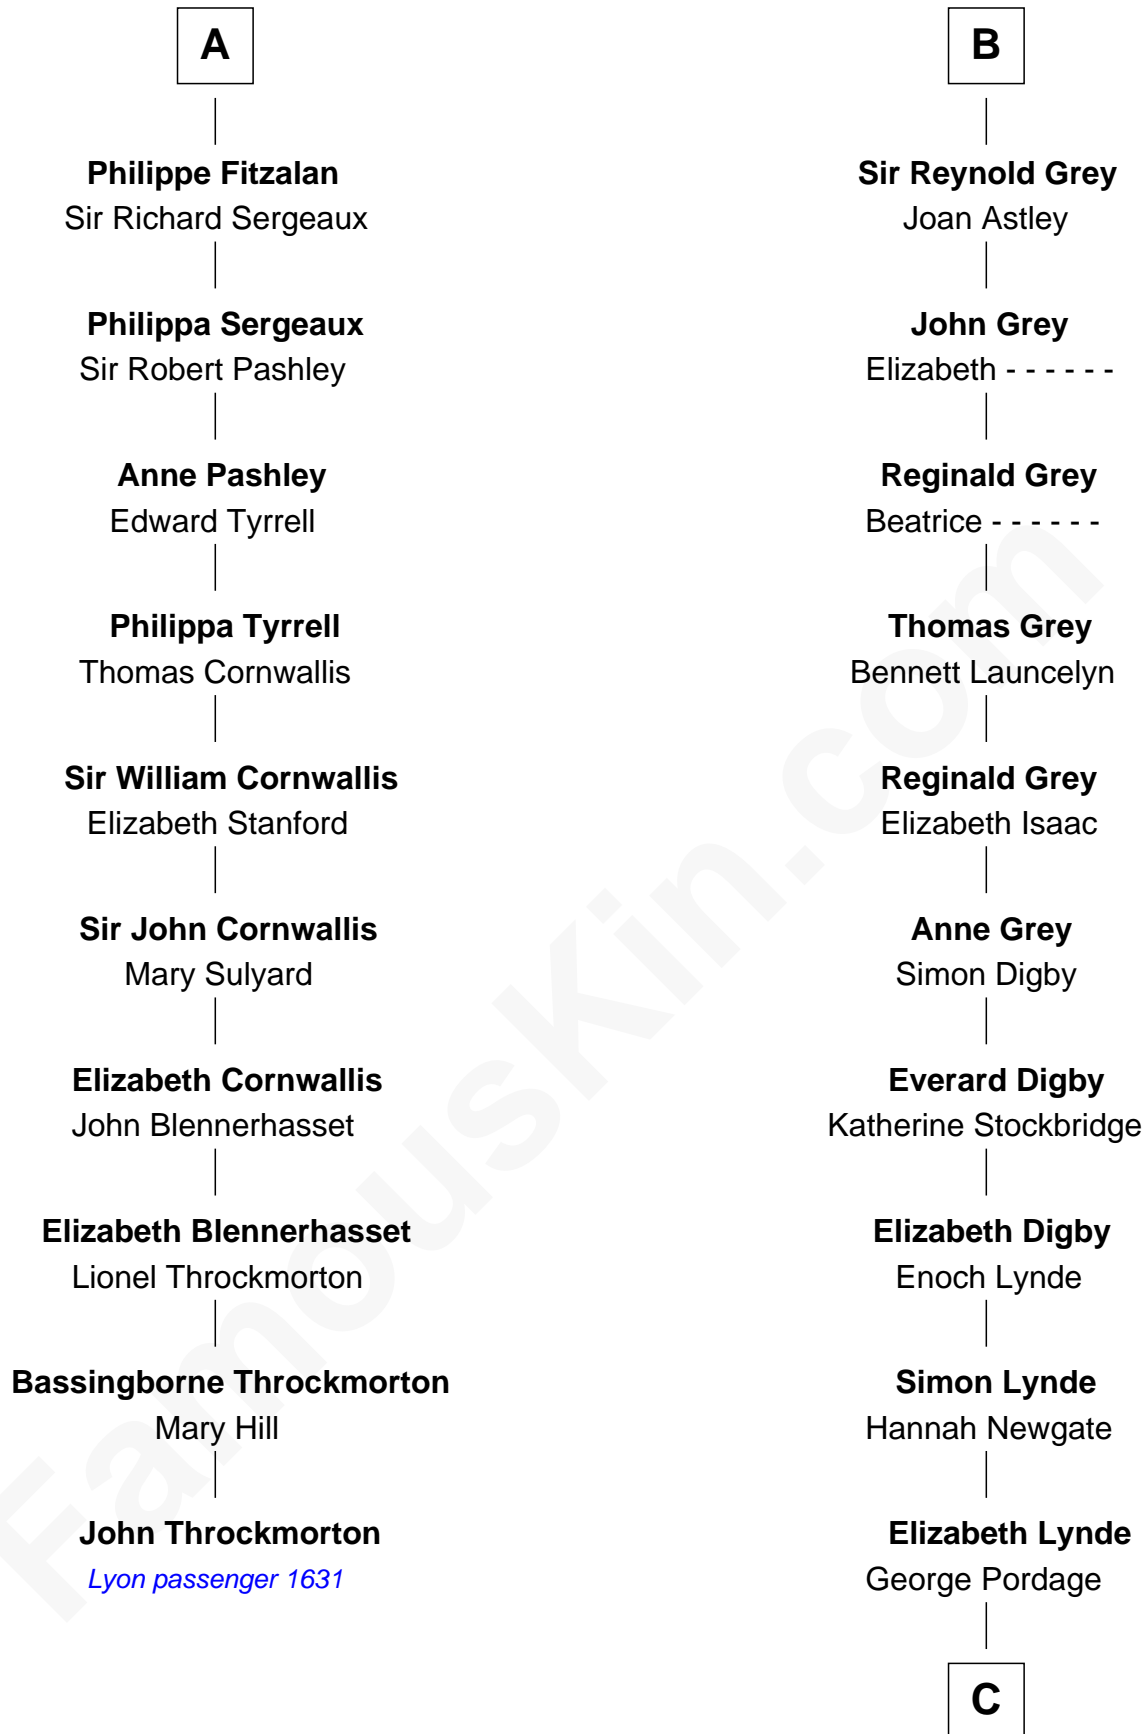 A
Philippe Fitzalan
Sir Richard Sergeaux
Philippa Sergeaux
Sir Robert Pashley
Anne Pashley
Edward Tyrrell
Philippa Tyrrell
Thomas Cornwallis
Sir William Cornwallis
Elizabeth Stanford
Sir John Cornwallis
Mary Sulyard
Elizabeth Cornwallis
John Blennerhasset
Elizabeth Blennerhasset
Lionel Throckmorton
Bassingborne Throckmorton
Mary Hill
John Throckmorton
Lyon passenger 1631
B
Sir Reynold Grey
Joan Astley
John Grey
Elizabeth - - - - - -
Reginald Grey
Beatrice - - - - - -
Thomas Grey
Bennett Launcelyn
Reginald Grey
Elizabeth Isaac
Anne Grey
Simon Digby
Everard Digby
Katherine Stockbridge
Elizabeth Digby
Enoch Lynde
Simon Lynde
Hannah Newgate
Elizabeth Lynde
George Pordage
C
FamousKin.com